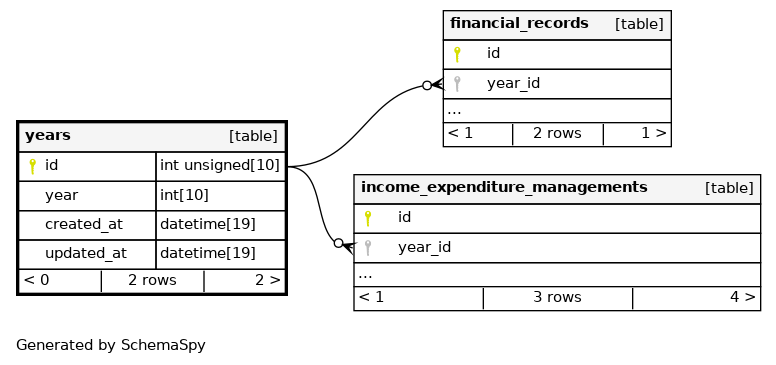 financial_records [table]
id
year_id
...
< 1 2 rows 1 >
years [table]
id int unsigned[10]
year int[10]
created_at datetime[19]
updated_at datetime[19]
< 0 2 rows 2 >
income_expenditure_managements [table]
id
year_id
...
< 1 3 rows 4 >
Generated by SchemaSpy